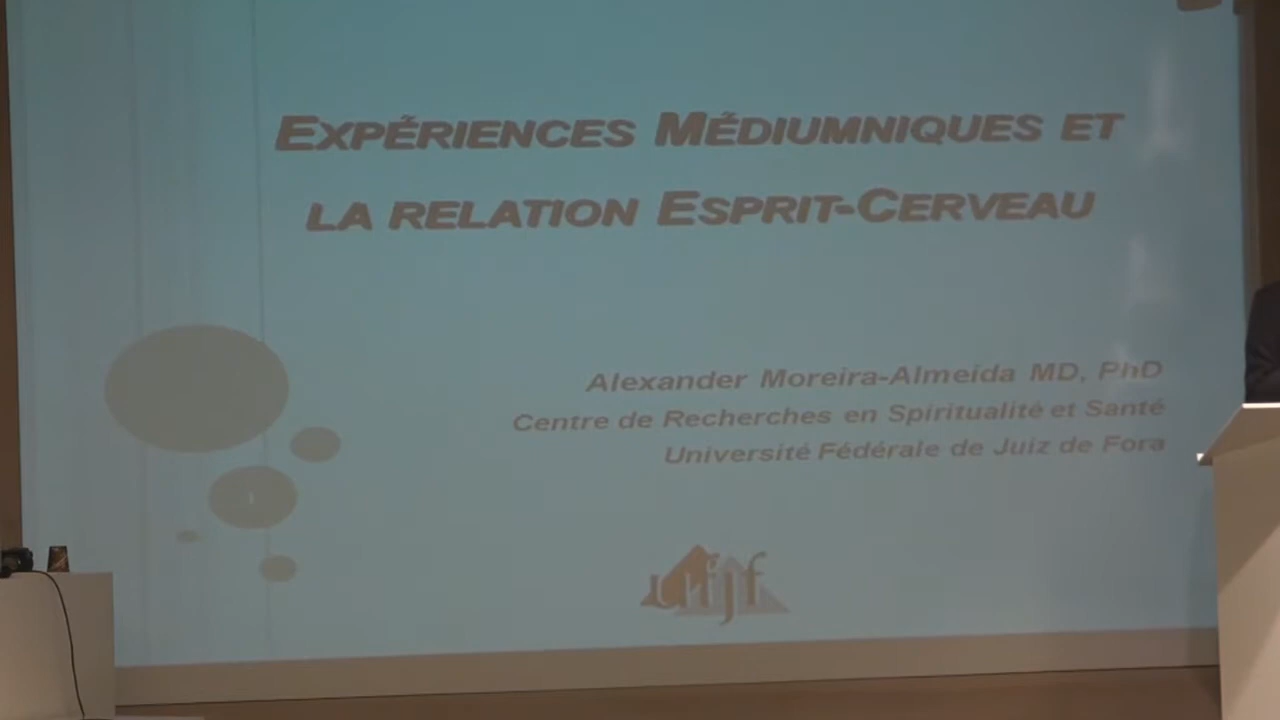 EXPÉRIENCES MÉDIUMNIQUES ET
LA RELATION ESPRIT-CERVEAU
Alexander Moreira-Almeida MD, PhD
Centre de Recherches en Spiritualité et Santé
Université Fédérale de Juiz de Fora
ufjf